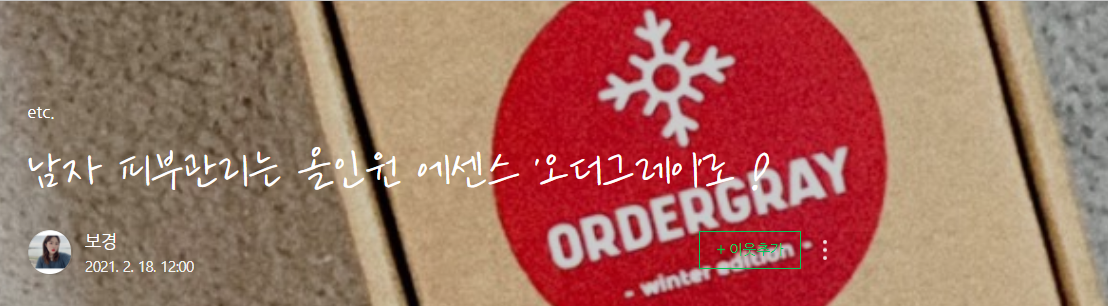 etc.
남자 피부관리는 올인원 에센스 '오더그레이'로 !
ORDERGRAY
- winter edition -
보경
2021. 2. 18. 12:00
+ 이웃추가